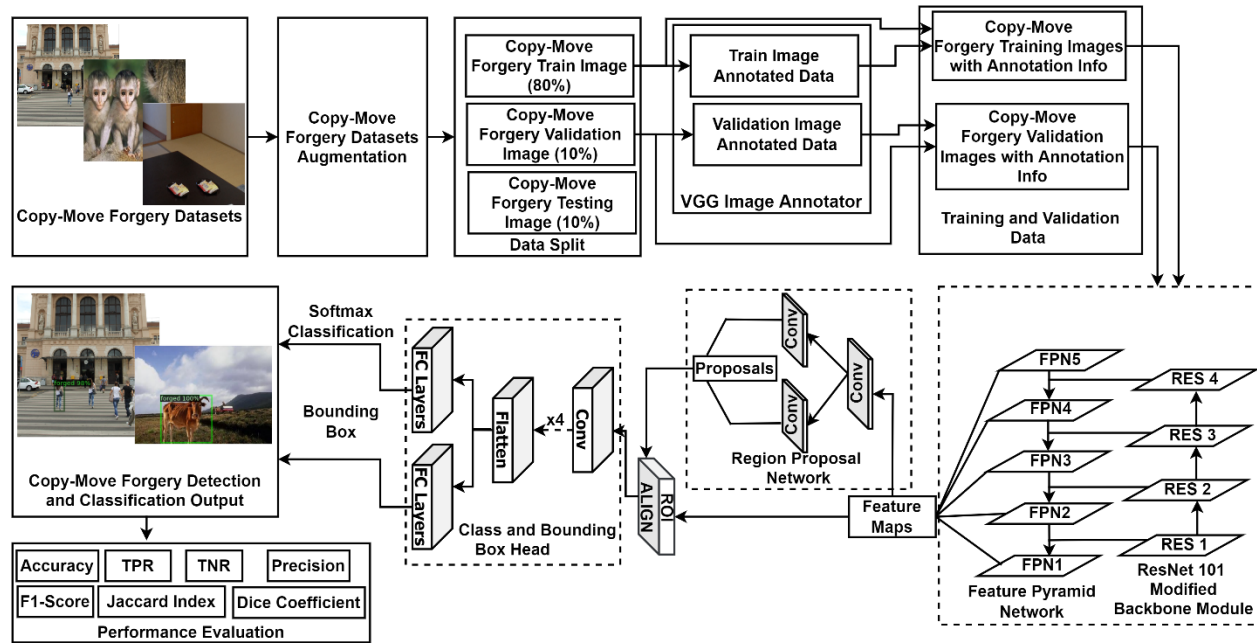 Copy-Move Forgery Datasets
Copy-Move
Forgery Datasets
Augmentation
Copy-Move
Forgery Train Image
(80%)
Copy-Move
Forgery Validation
Image (10%)
Copy-Move
Forgery Testing
Image (10%)
Data Split
Train Image
Annotated Data
Validation Image
Annotated Data
VGG Image Annotator
Copy-Move
Forgery Training Images
with Annotation Info
Copy-Move
Forgery Validation
Images with Annotation
Info
Training and Validation
Data
forged 98%
forged 100%
Copy-Move Forgery Detection
and Classification Output
Softmax
Classification
Bounding
Box
FC Layers
FC Layers
Flatten
x4
Conv
Class and Bounding
Box Head
ROI
ALIGN
Proposals
Conv
Conv
Conv
Region Proposal
Network
Feature
Maps
FPN5
FPN4
FPN3
FPN2
FPN1
Feature Pyramid
Network
RES 4
RES 3
RES 2
RES 1
ResNet 101
Modified
Backbone Module
Accuracy
TPR
TNR
Precision
F1-Score
Jaccard Index
Dice Coefficient
Performance Evaluation